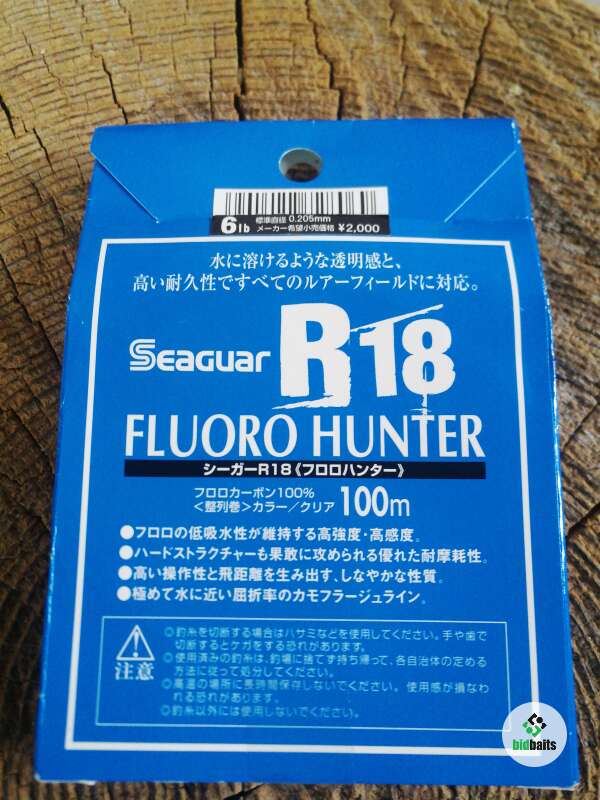 6lb 標準直径 0.205mm
メーカー希望小売価格 ¥2,000
水に溶けるような透明感と、
高い耐久性ですべてのルアーフィールドに対応。
Seaguar R18
FLUORO HUNTER
シーガーR18《フロロハンター》
フロロカーボン100%
<整列巻>カラー/クリア 100m
●フロロの低吸水性が維持する高強度・高感度。
●ハードストラクチャーも果敢に攻められる優れた耐摩耗性。
●高い操作性と飛距離を生み出す、しなやかな性質。
●極めて水に近い屈折率のカモフラージュライン。
注意
◎釣糸を切断する場合はハサミなどを使用してください。手や歯で
切断するとケガをする恐れがあります。
◎使用済みの釣糸は、釣場に捨てず持ち帰って、各自治体の定める
方法に従って処分してください。
◎高温の場所に長時間保存しないでください。使用感が損なわ
れる恐れがあります。
◎釣糸以外には使用しないでください。
bidbaits